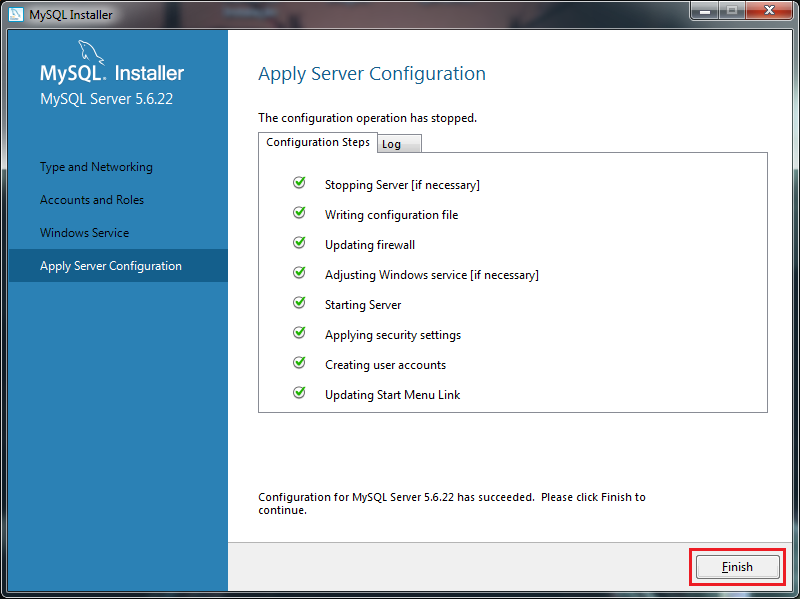 MySQL Installer
MySQL. Installer
MySQL Server 5.6.22
Type and Networking
Accounts and Roles
Windows Service
Apply Server Configuration
Apply Server Configuration
The configuration operation has stopped.
Configuration Steps
Log
Stopping Server [if necessary]
Writing configuration file
Updating firewall
Adjusting Windows service [if necessary]
Starting Server
Applying security settings
Creating user accounts
Updating Start Menu Link
Configuration for MySQL Server 5.6.22 has succeeded.  Please click Finish to
continue.
Finish